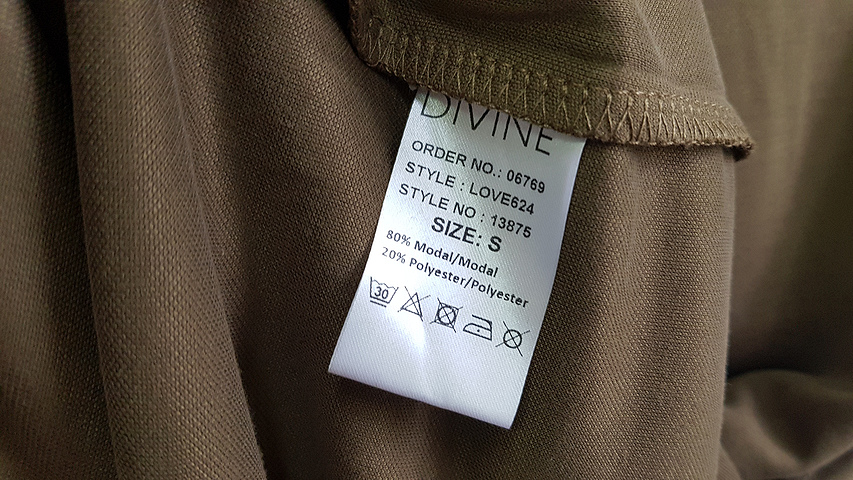 DIVINE
ORDER NO.: 06769
STYLE : LOVE624
STYLE NO : 13875
SIZE: S
80% Modal/Modal
20% Polyester/Polyester
30